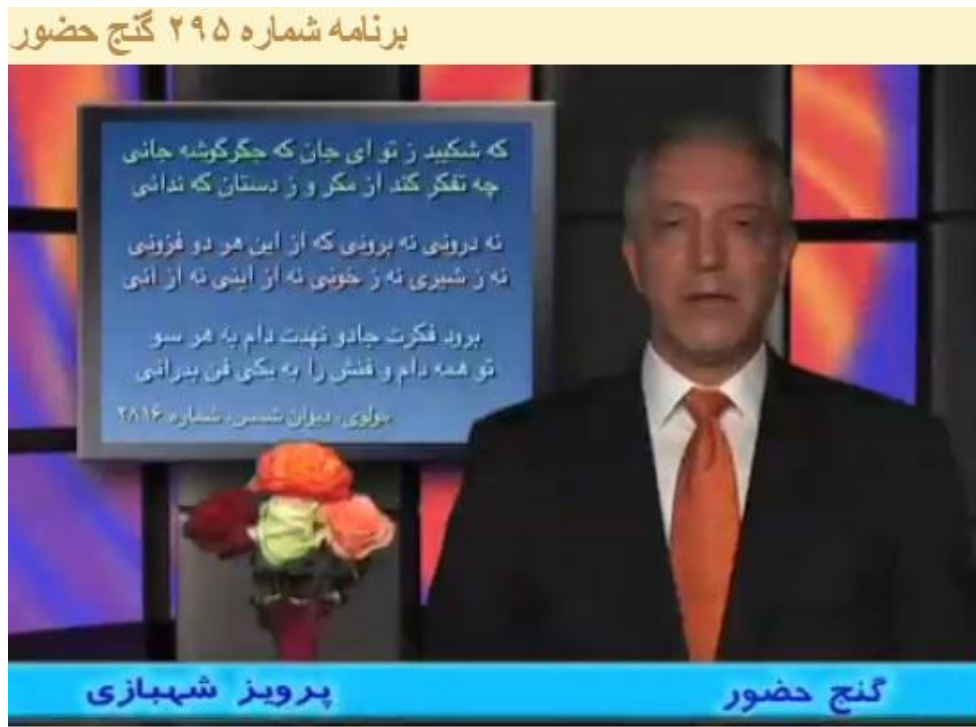 برنامه شماره ۲۹۵ گنج حضور
که شکیبد ز تو ای جان که جگرگوشه جانی
چه تفکر کند از مکر و ز دستان که ندانی
نه درونی نه برونی که از این هر دو فزونی
نه ز شیری نه ز خونی نه از اینی نه از آنی
برود فکرت جادو نهدت دام به هر سو
تو همه دام و فنش را به یکی فن بدرانی
مولوی، دیوان شمس، شماره ۲۸۱۶
گنج حضور
پرویز شهبازی